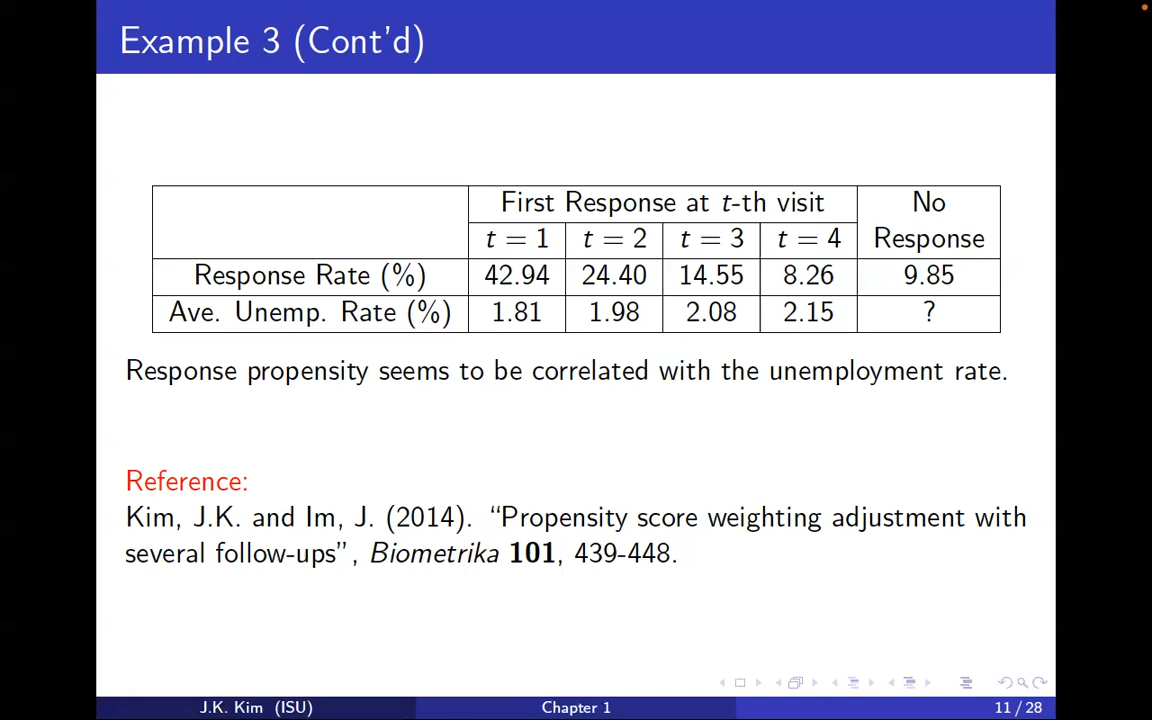 Example 3 (Cont'd)
First Response at t-th visit No
t = 1 t = 2 t = 3 t = 4 Response
Response Rate (%) 42.94 24.40 14.55 8.26 9.85
Ave. Unemp. Rate (%) 1.81 1.98 2.08 2.15 ?
Response propensity seems to be correlated with the unemployment rate.
Reference:
Kim, J.K. and Im, J. (2014). “Propensity score weighting adjustment with
several follow-ups”, Biometrika 101, 439-448.
J.K. Kim (ISU) Chapter 1 11 / 28